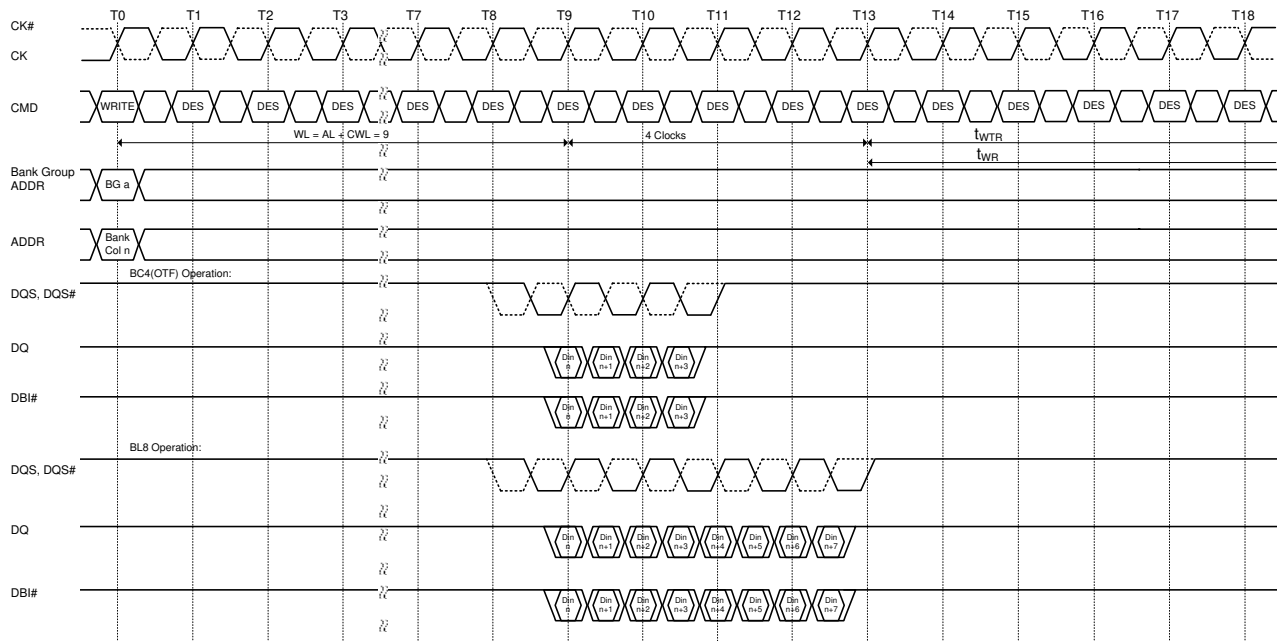 T0 T1 T2 T3 T7 T8 T9 T10 T11 T12 T13 T14 T15 T16 T17 T18
CK#
CK
CMD WRITE DES DES DES DES DES DES DES DES DES DES DES DES DES DES DES
WL = AL + CWL = 9 4 Clocks tWTR
tWR
Bank Group
ADDR BG a
ADDR Bank
Col n
BC4(OTF) Operation:
DQS, DQS#
DQ Din n Din n+1 Din n+2 Din n+3
DBI# Din n Din n+1 Din n+2 Din n+3
BL8 Operation:
DQS, DQS#
DQ Din n Din n+1 Din n+2 Din n+3 Din n+4 Din n+5 Din n+6 Din n+7
DBI# Din n Din n+1 Din n+2 Din n+3 Din n+4 Din n+5 Din n+6 Din n+7